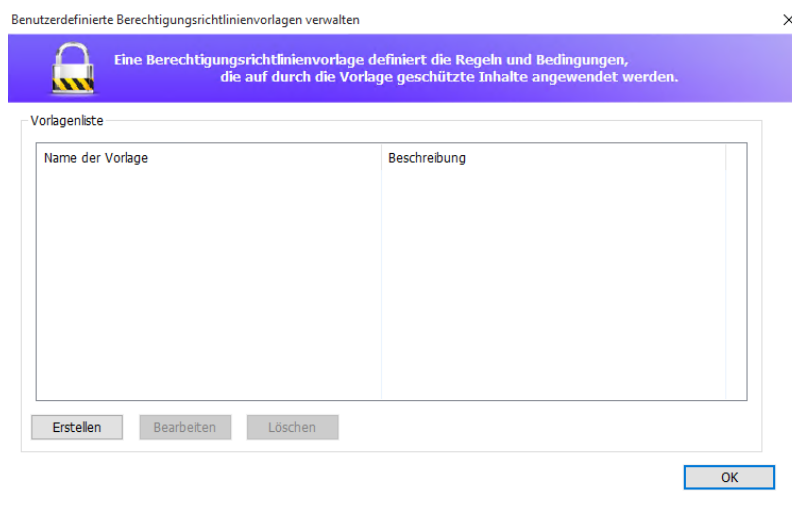 Benutzerdefinierte Berechtigungsrichtlinienvorlagen verwalten
Eine Berechtigungsrichtlinienvorlage definiert die Regeln und Bedingungen,
die auf durch die Vorlage geschützte Inhalte angewendet werden.
Vorlagenliste
Name der Vorlage Beschreibung
Erstellen Bearbeiten Löschen
OK